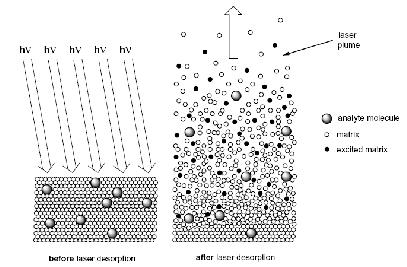 hν hν hν hν hν
laser
plume
analyte molecule
matrix
excited matrix
before laser desorption
after laser desorption